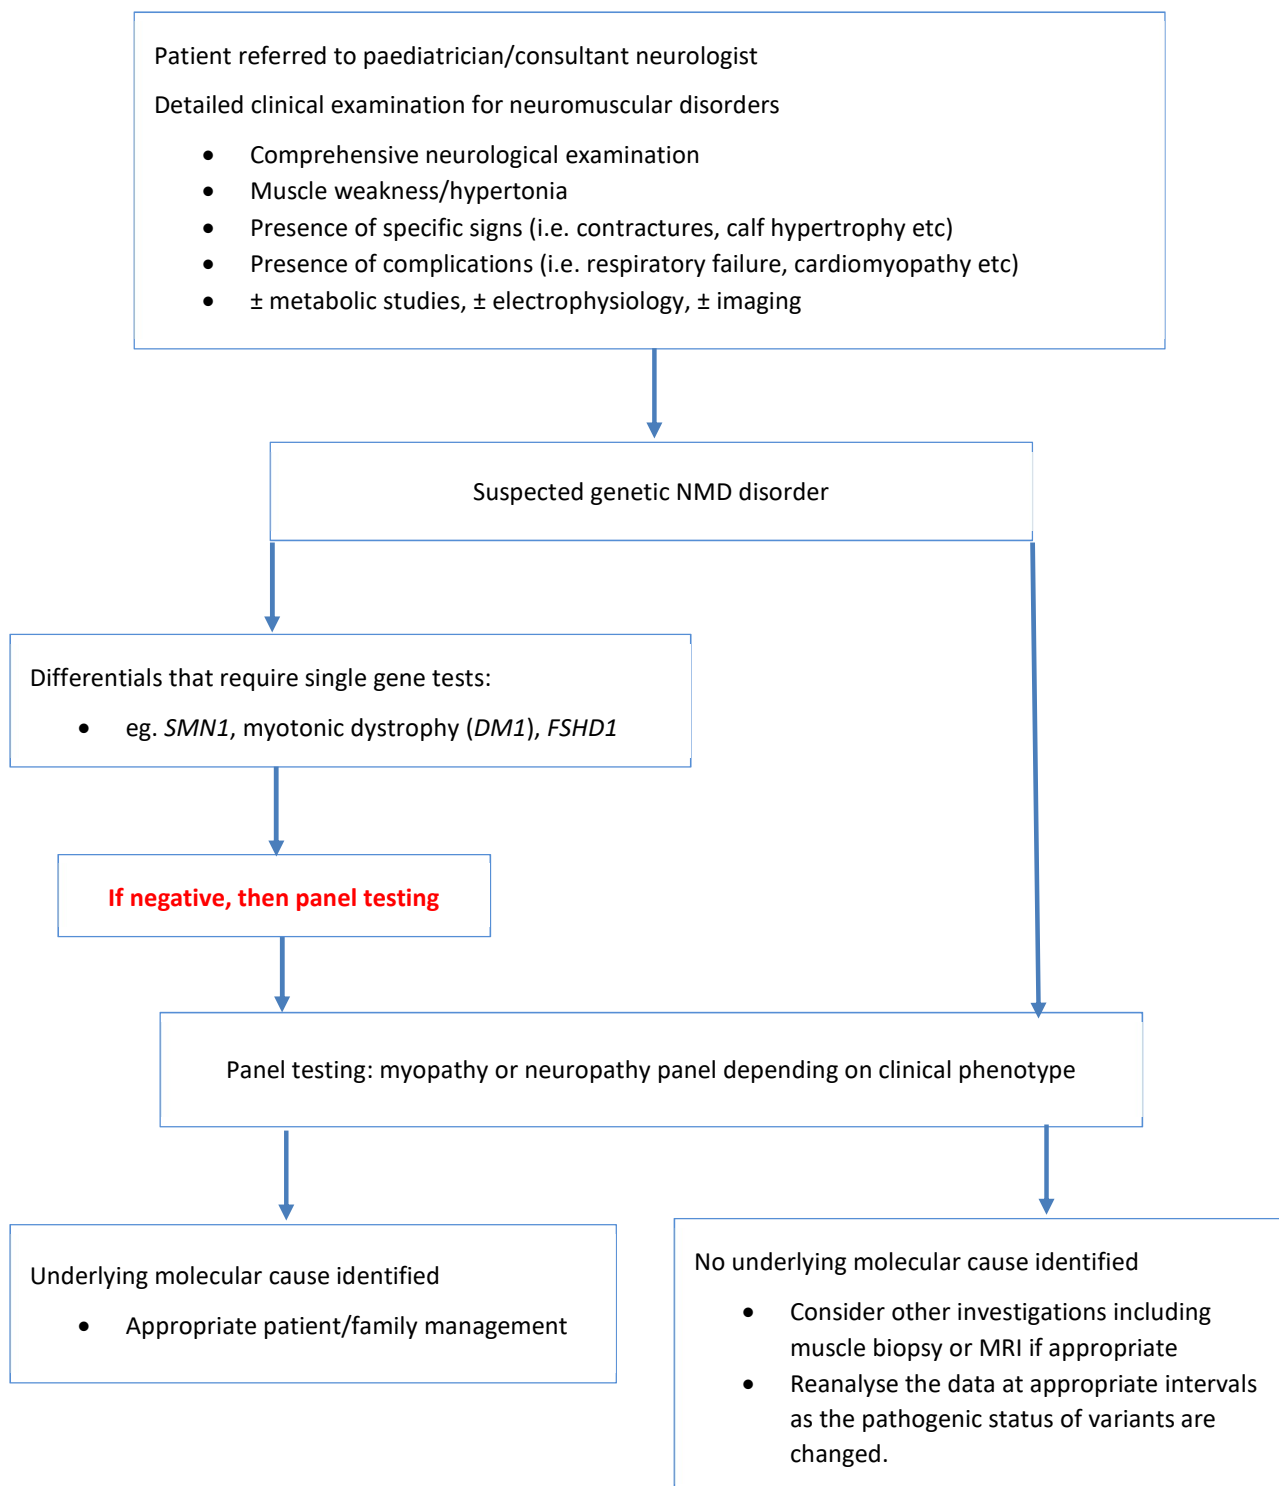 Patient referred to paediatrician/consultant neurologist
Detailed clinical examination for neuromuscular disorders
• Comprehensive neurological examination
• Muscle weakness/hypertonia
• Presence of specific signs (i.e. contractures, calf hypertrophy etc)
• Presence of complications (i.e. respiratory failure, cardiomyopathy etc)
• ± metabolic studies, ± electrophysiology, ± imaging
Suspected genetic NMD disorder
Differentials that require single gene tests:
• eg. SMN1, myotonic dystrophy (DM1), FSHD1
If negative, then panel testing
Panel testing: myopathy or neuropathy panel depending on clinical phenotype
Underlying molecular cause identified
• Appropriate patient/family management
No underlying molecular cause identified
• Consider other investigations including
muscle biopsy or MRI if appropriate
• Reanalyse the data at appropriate intervals
as the pathogenic status of variants are
changed.